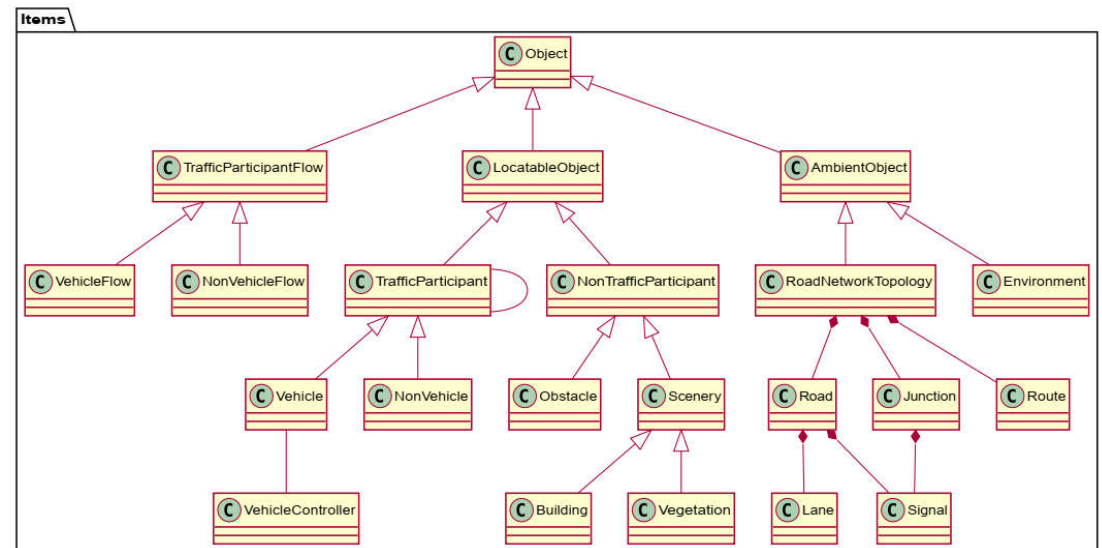 Items
C Object
C TrafficParticipantFlow
C LocatableObject
C AmbientObject
C VehicleFlow
C NonVehicleFlow
C TrafficParticipant
C NonTrafficParticipant
C RoadNetworkTopology
C Environment
C Vehicle
C NonVehicle
C Obstacle
C Scenery
C Road
C Junction
C Route
C VehicleController
C Building
C Vegetation
C Lane
C Signal